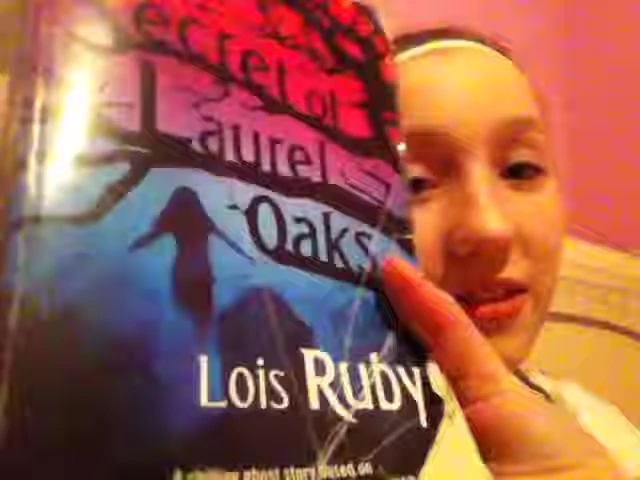 ecret of
Laurel
Oaks
Lois Ruby
A chilling ghost story based on